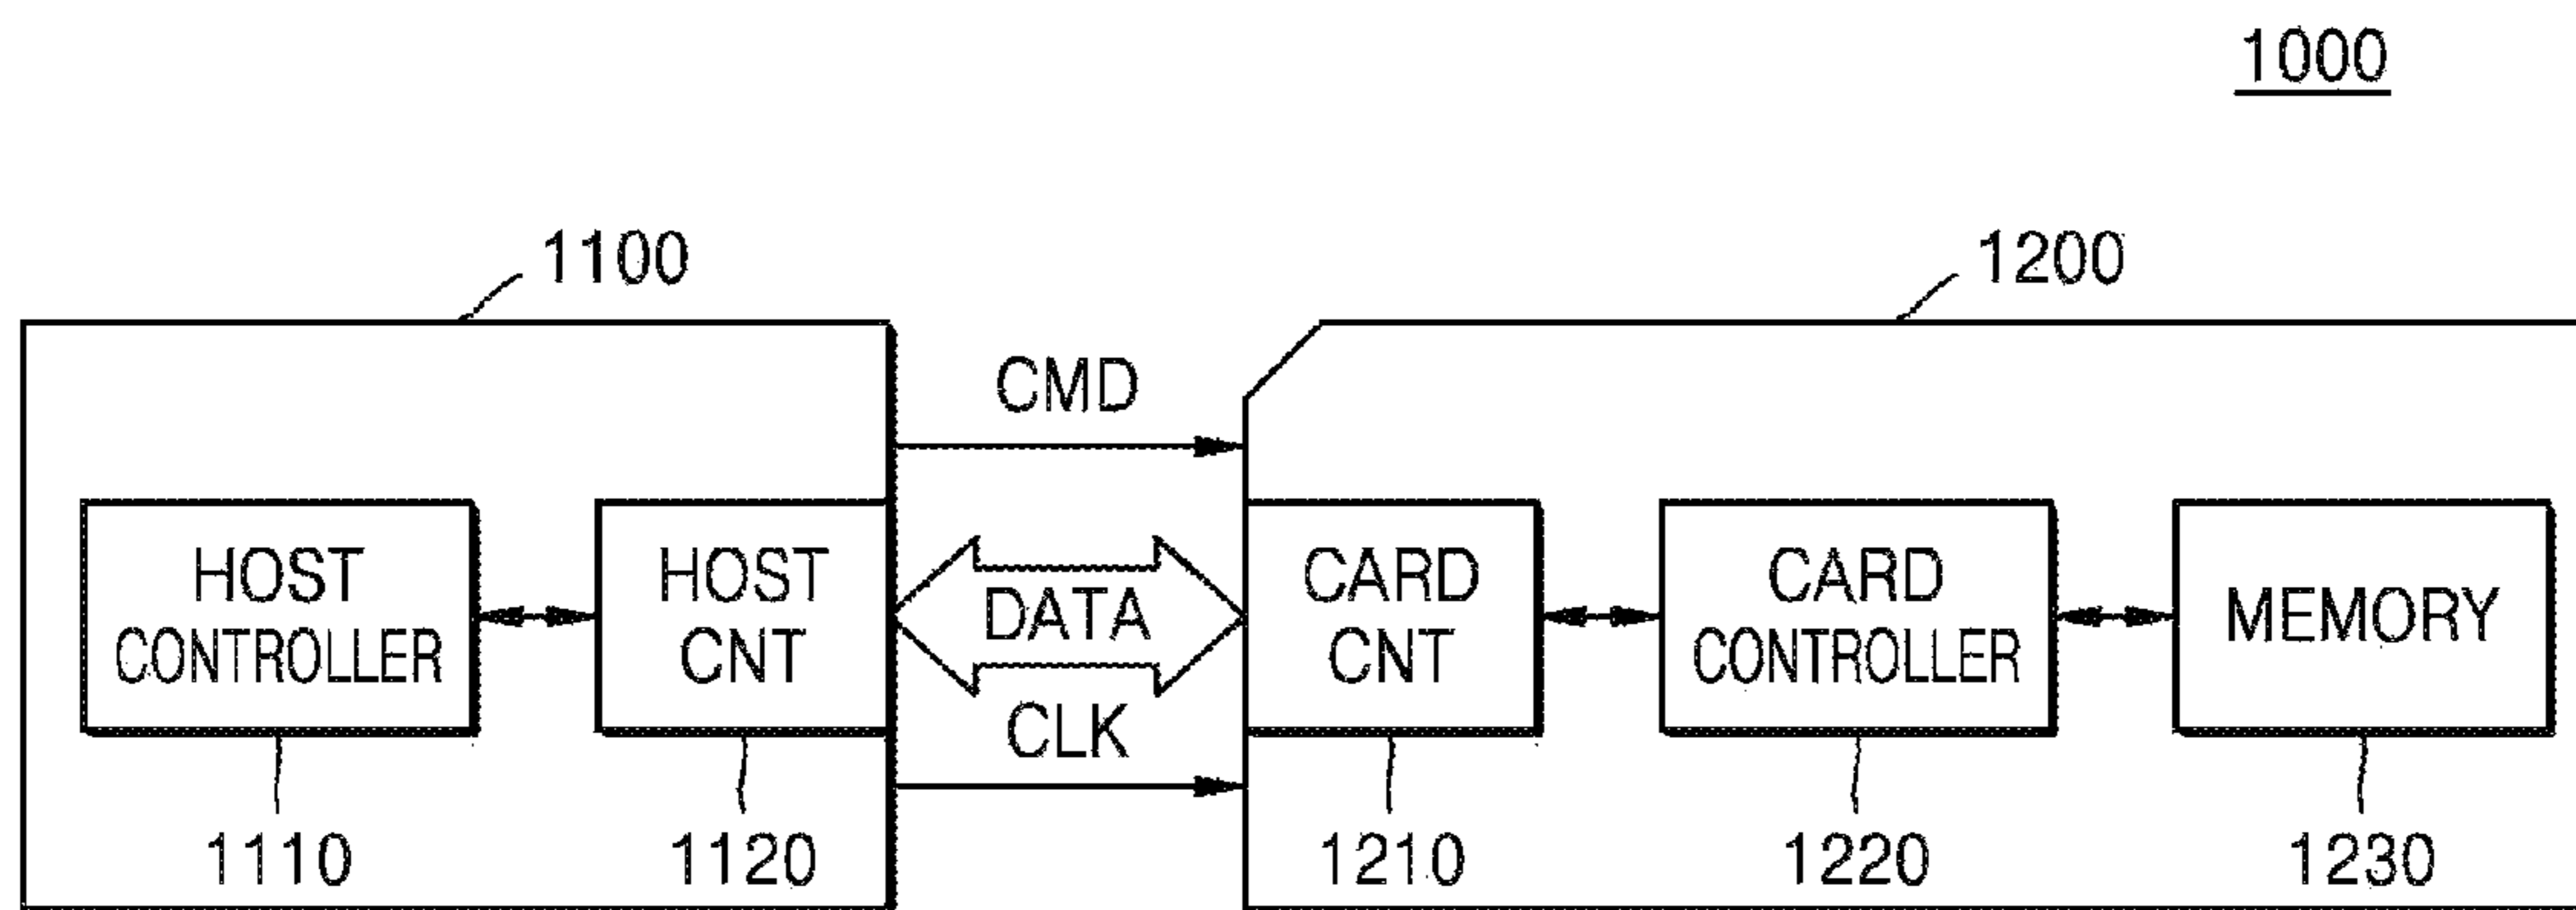 1000
1100
1200
CMD
HOST
CONTROLLER
HOST
CNT
DATA
CARD
CNT
CARD
CONTROLLER
MEMORY
CLK
1110
1120
1210
1220
1230